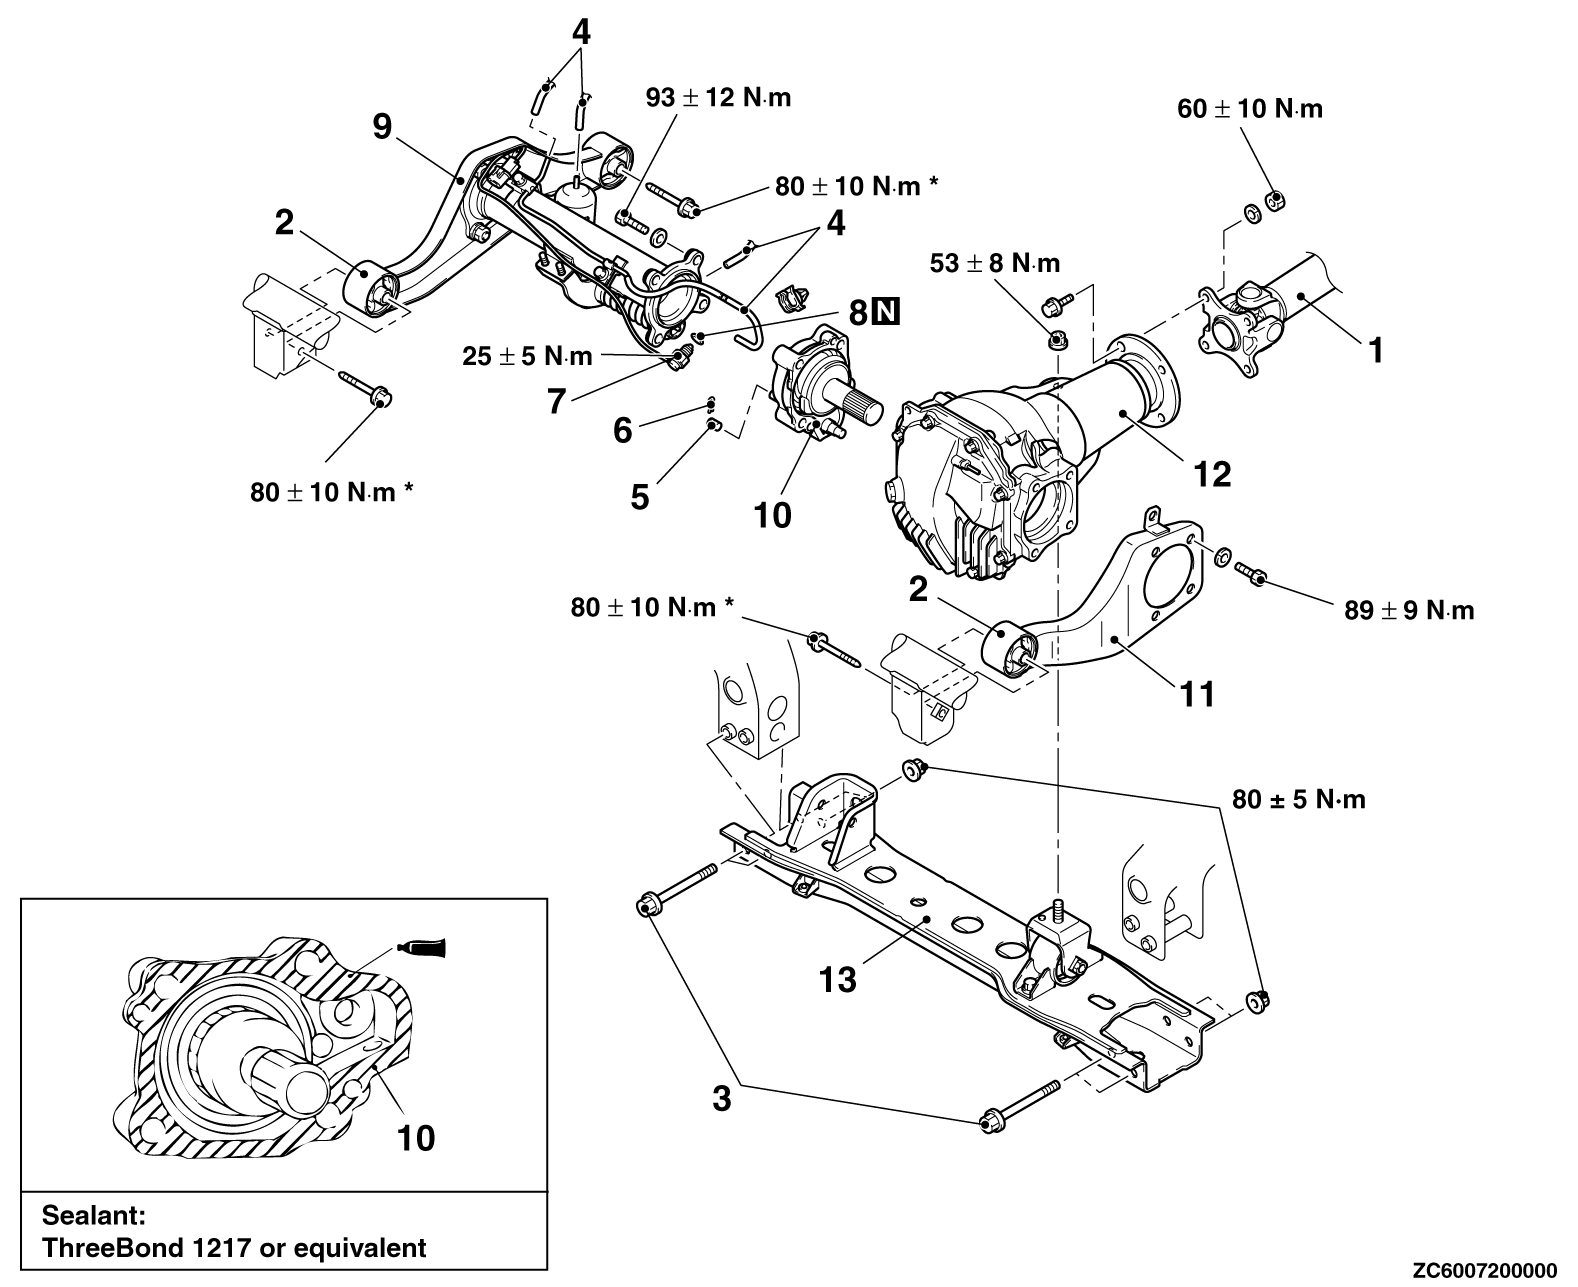 4
93 ± 12 N·m
60 ± 10 N·m
9
80 ± 10 N·m *
2
4
53 ± 8 N·m
8 N
25 ± 5 N·m
1
7
6
12
5
80 ± 10 N·m *
10
2
80 ± 10 N·m *
89 ± 9 N·m
11
80 ± 5 N·m
13
3
10
Sealant:
ThreeBond 1217 or equivalent
ZC6007200000